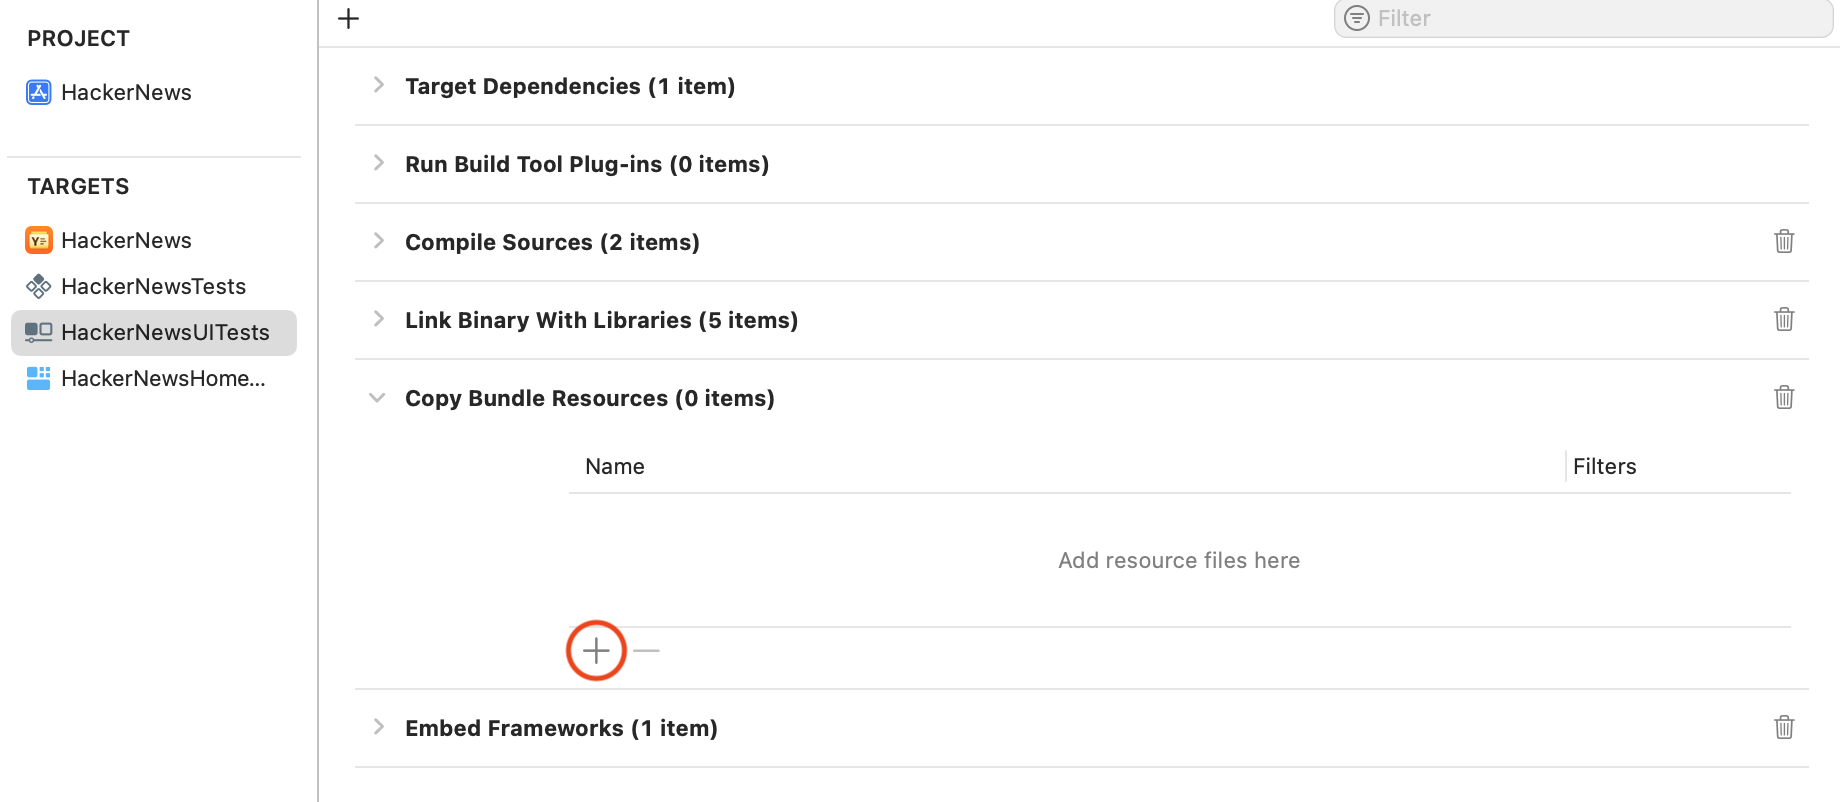 PROJECT
HackerNews
TARGETS
HackerNews
HackerNewsTests
HackerNewsUITests
HackerNewsHome...
Filter
Target Dependencies (1 item)
Run Build Tool Plug-ins (0 items)
Compile Sources (2 items)
Link Binary With Libraries (5 items)
Copy Bundle Resources (0 items)
Name Filters
Add resource files here
Embed Frameworks (1 item)